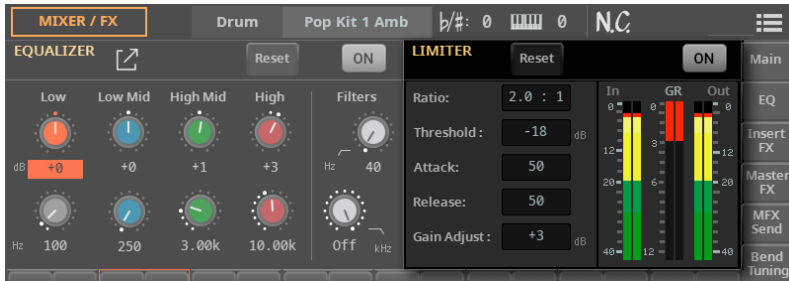 MIXER / FX Drum Pop Kit 1 Amb ♭/♯: 0 0 N.C.
EQUALIZER Reset ON LIMITER Reset ON Main
Low Low Mid High Mid High Filters
Ratio: 2.0 : 1
In GR Out
0 0 0
EQ
Threshold : -18 dB
Insert
FX
dB +0 +0 +1 +3 Hz 40
Attack: 50
12 3 12
20 6 20
Master
FX
Release: 50
MFX
Send
Hz 100 250 3.00k 10.00k Off kHz
Gain Adjust : +3 dB
40 12 40
Bend
Tuning